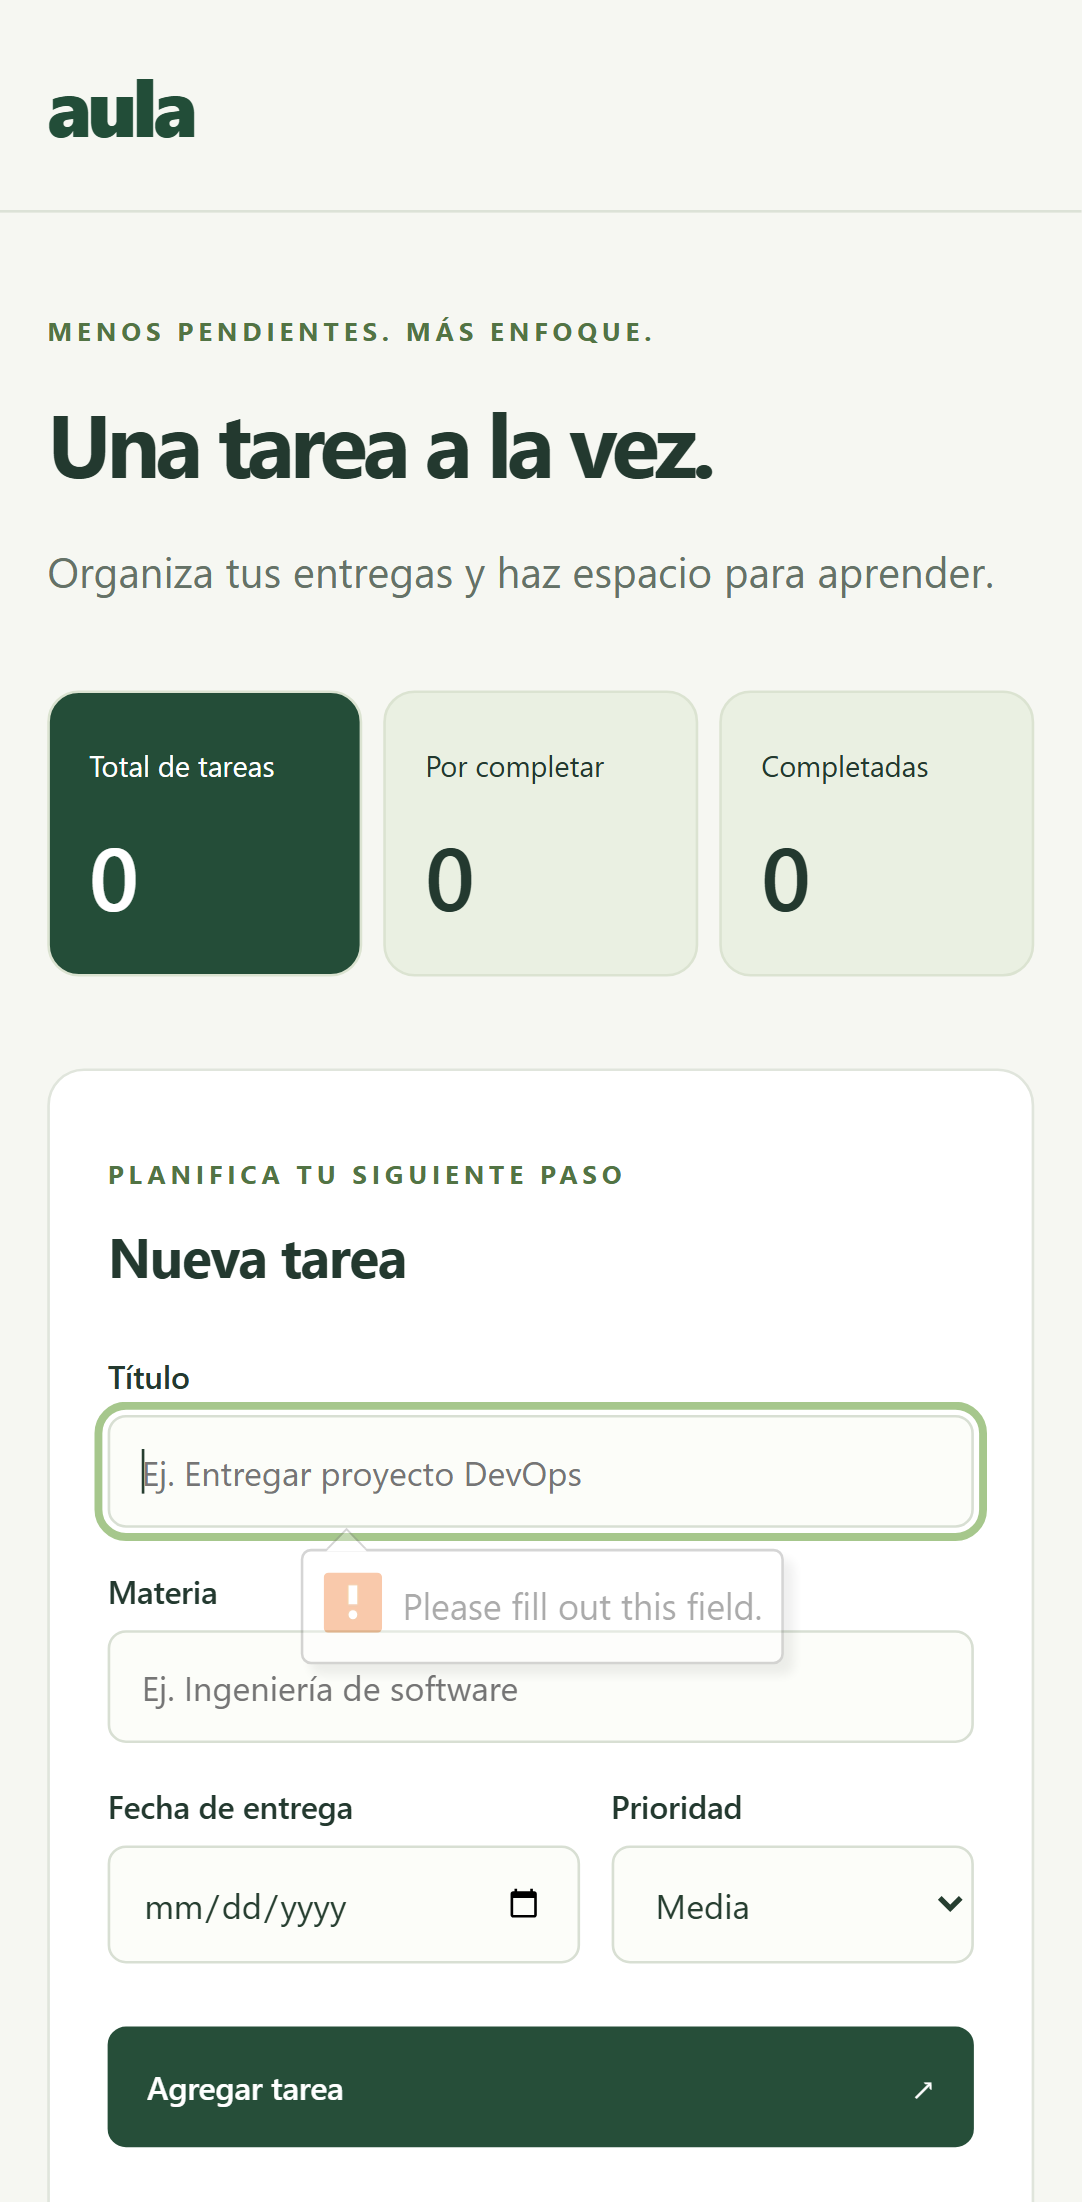 aula
MENOS PENDIENTES. MÁS ENFOQUE.
Una tarea a la vez.
Organiza tus entregas y haz espacio para aprender.
Total de tareas
0
Por completar
0
Completadas
0
PLANIFICA TU SIGUIENTE PASO
Nueva tarea
Título
Ej. Entregar proyecto DevOps
Please fill out this field.
Materia
Ej. Ingeniería de software
Fecha de entrega
mm/dd/yyyy
Prioridad
Media
Agregar tarea ↗